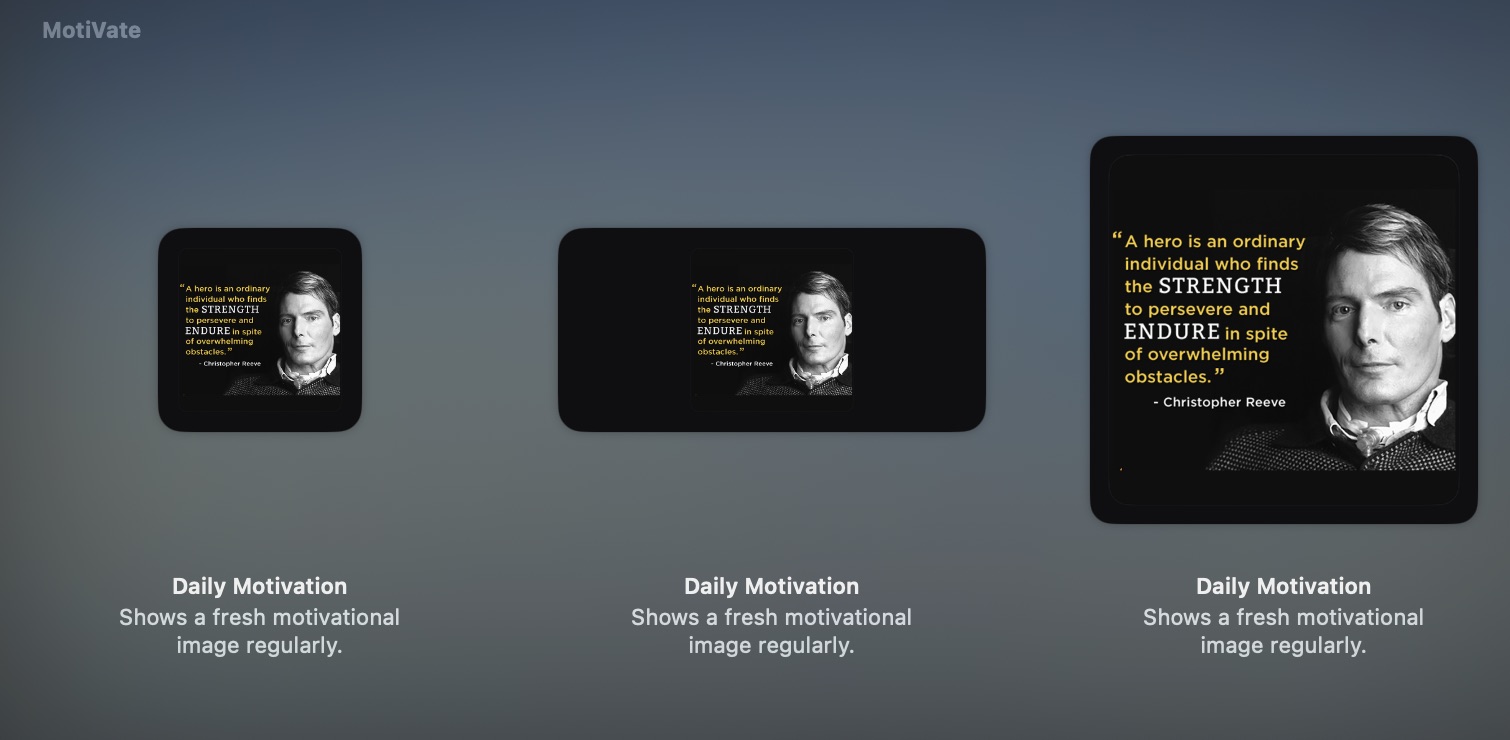 MotiVate
“A hero is an ordinary
individual who finds
the STRENGTH
to persevere and
ENDURE in spite
of overwhelming
obstacles.”
- Christopher Reeve
Daily Motivation
Shows a fresh motivational
image regularly.
“A hero is an ordinary
individual who finds
the STRENGTH
to persevere and
ENDURE in spite
of overwhelming
obstacles.”
- Christopher Reeve
Daily Motivation
Shows a fresh motivational
image regularly.
“A hero is an ordinary
individual who finds
the STRENGTH
to persevere and
ENDURE in spite
of overwhelming
obstacles.”
- Christopher Reeve
Daily Motivation
Shows a fresh motivational
image regularly.